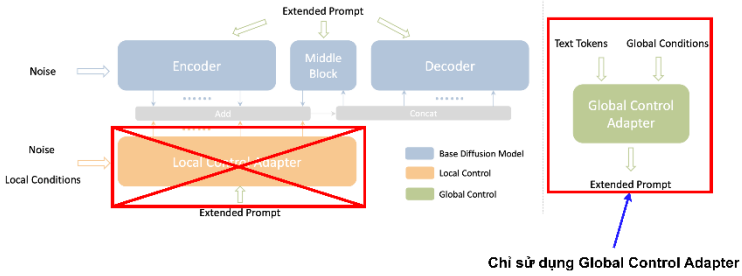 Extended Prompt
Text Tokens
Global Conditions
Noise
Encoder
Middle
Block
Decoder
Global Control
Adapter
......
......
Add
Concat
Noise
Local Conditions
Local Control Adapter
Base Diffusion Model
Local Control
Global Control
Extended Prompt
Extended Prompt
Chỉ sử dụng Global Control Adapter